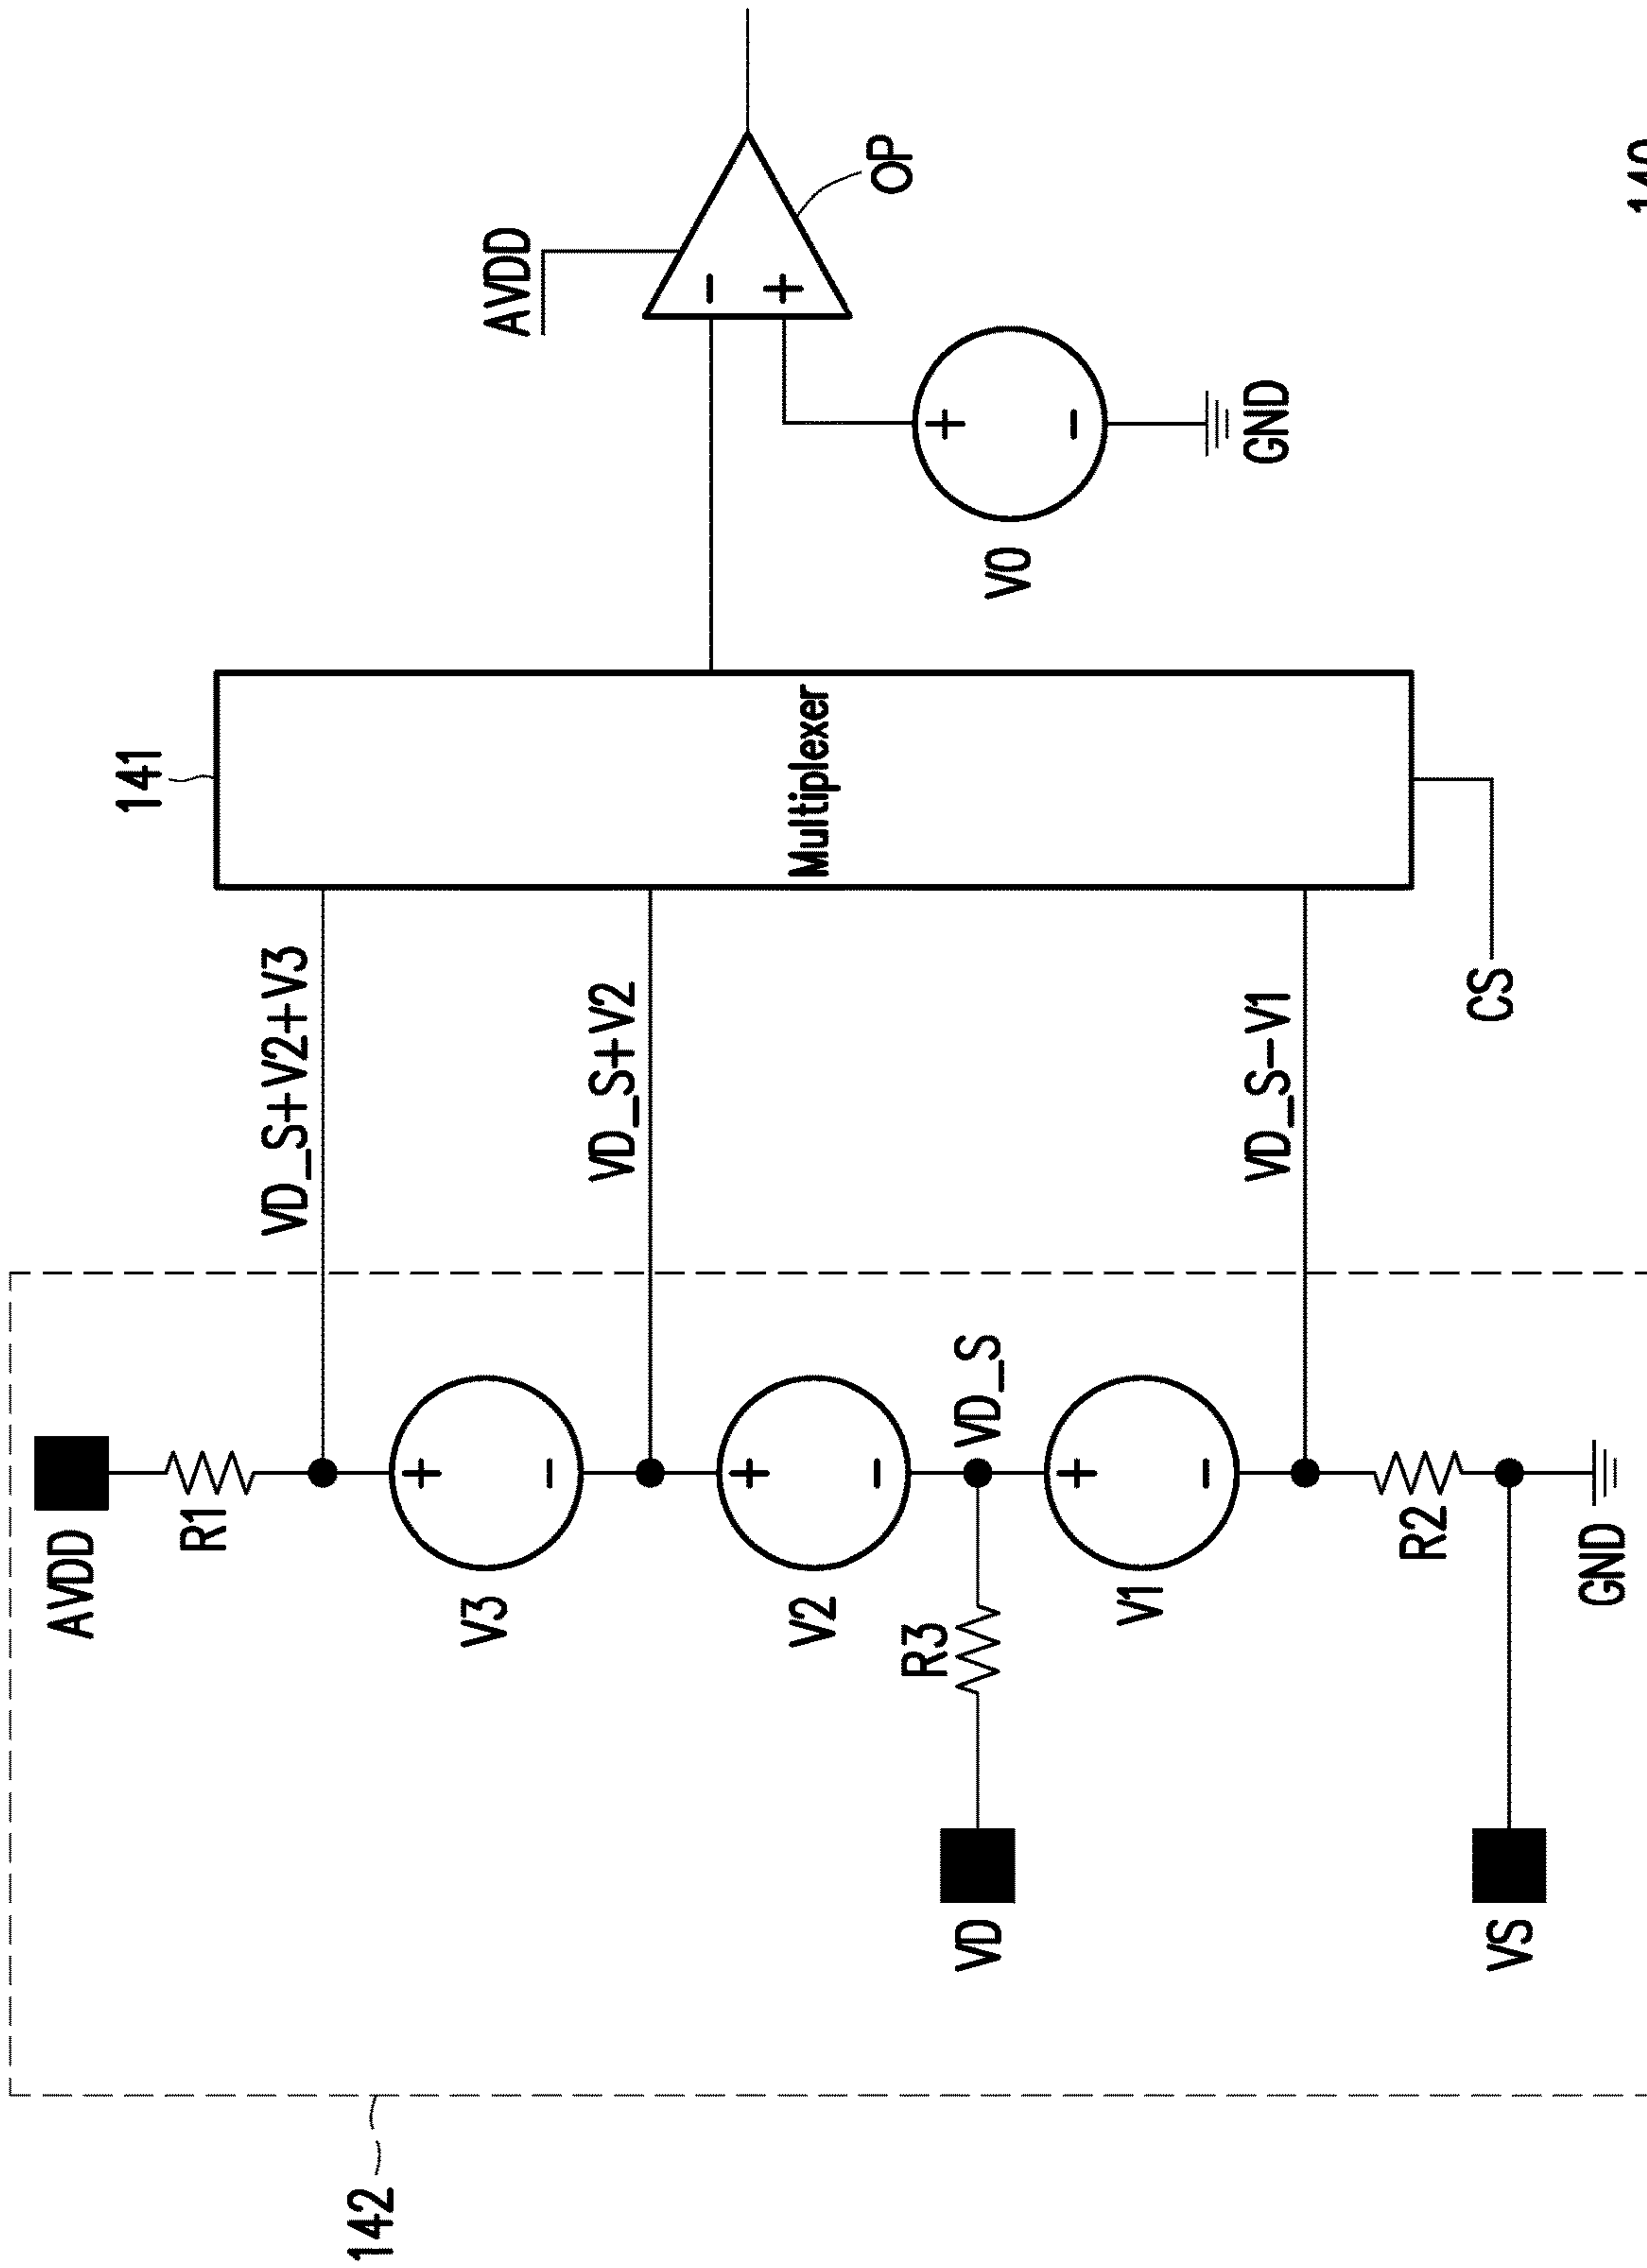 AVDD
141
R1
VD_S+V2+V3
142
V3
AVDD
VD_S+V2
V2
Multiplexer
−
+
OP
R3
VD
VD_S
V0
V1
VD_S−V1
GND
R2
CS
VS
GND